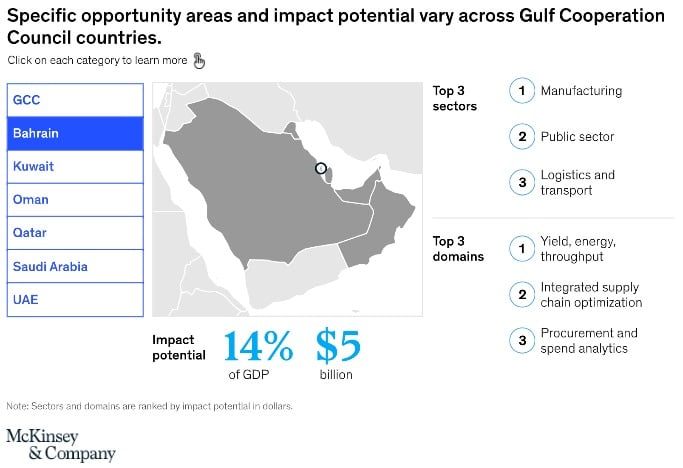 Specific opportunity areas and impact potential vary across Gulf Cooperation
Council countries.
Click on each category to learn more
GCC
Bahrain
Kuwait
Oman
Qatar
Saudi Arabia
UAE
Impact
potential
14%
of GDP
$5
billion
Top 3
sectors
1 Manufacturing
2 Public sector
3 Logistics and
transport
Top 3
domains
1 Yield, energy,
throughput
2 Integrated supply
chain optimization
3 Procurement and
spend analytics
Note: Sectors and domains are ranked by impact potential in dollars.
McKinsey
& Company